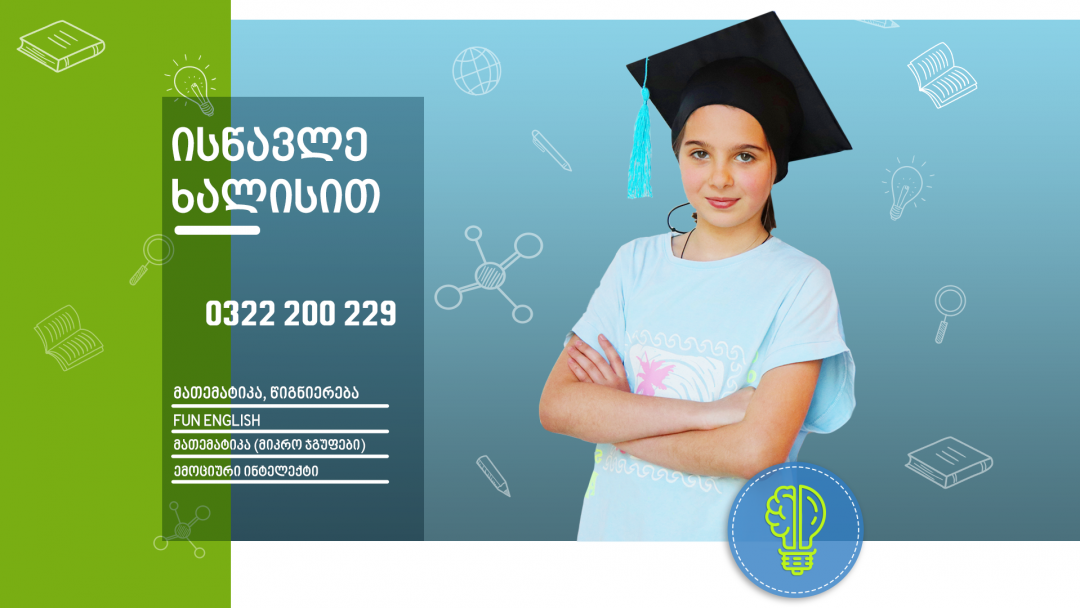 ისწავლე
ხალისით
0322 200 229
მათემატიკა, წიგნიერება
FUN ENGLISH
მათემატიკა (მიკრო ჯგუფები)
ემოციური ინტელექტი